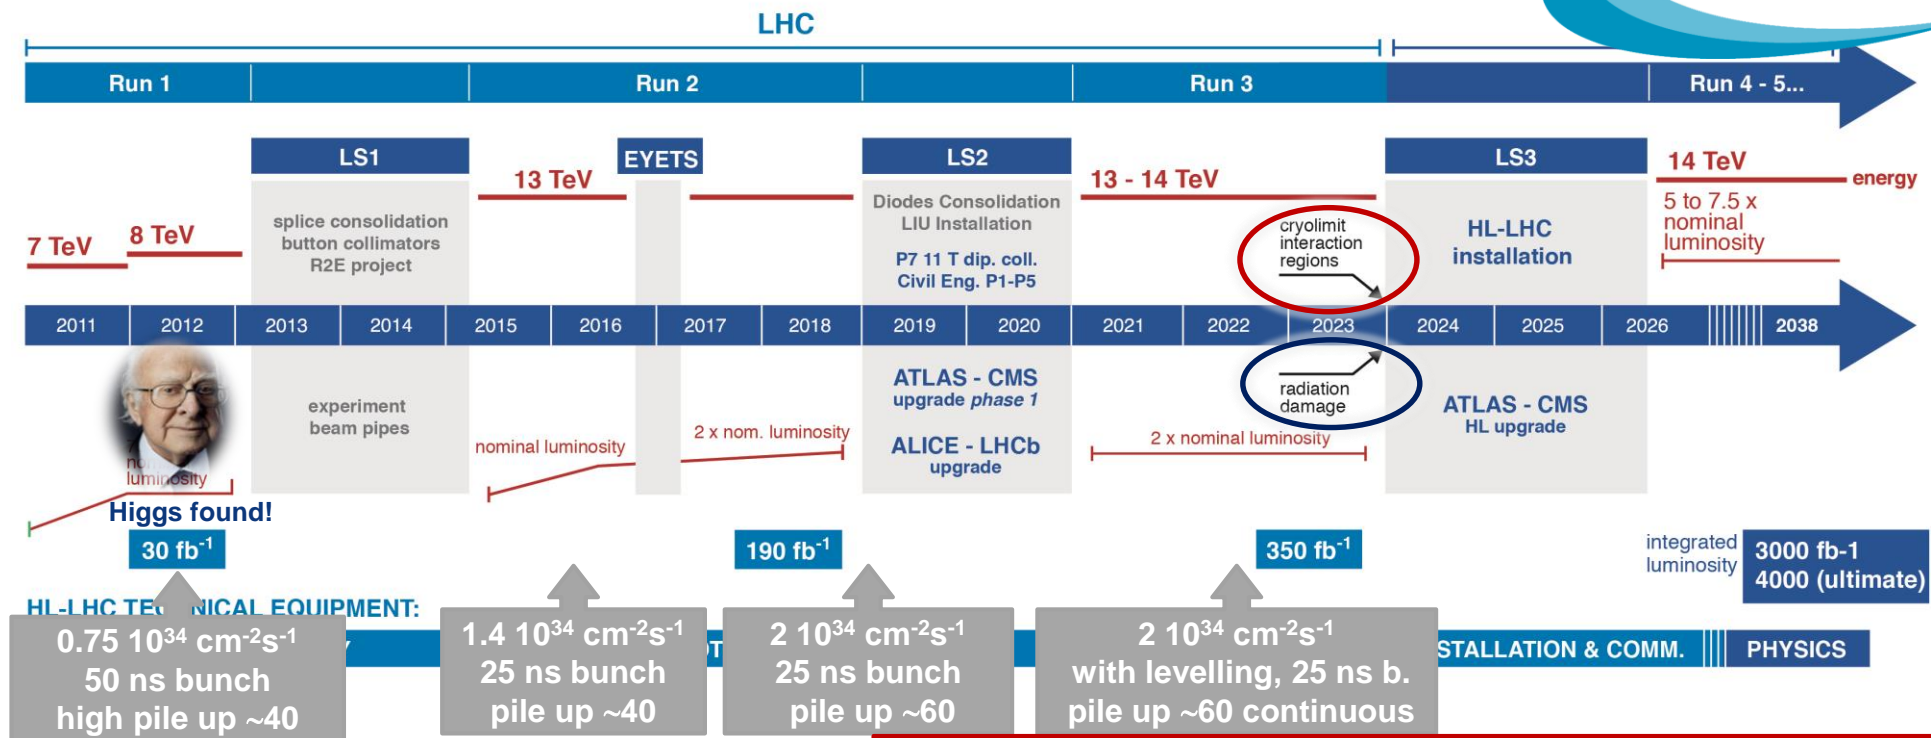 LHC
Run 1
Run 2
Run 3
Run 4 - 5...
LS1
EYETS
LS2
LS3
14 TeV
energy
13 TeV
13 - 14 TeV
7 TeV
8 TeV
splice consolidation
button collimators
R2E project
Diodes Consolidation
LIU Installation
P7 11 T dip. coll.
Civil Eng. P1-P5
cryolimit
interaction
regions
HL-LHC
installation
5 to 7.5 x
nominal
luminosity
2011
2012
2013
2014
2015
2016
2017
2018
2019
2020
2021
2022
2023
2024
2025
2026
2038
experiment
beam pipes
nominal luminosity
2 x nom. luminosity
ATLAS - CMS
upgrade phase 1
ALICE - LHCb
upgrade
radiation
damage
2 x nominal luminosity
ATLAS - CMS
HL upgrade
luminosity
Higgs found!
30 fb⁻¹
190 fb⁻¹
350 fb⁻¹
integrated
luminosity
3000 fb-1
4000 (ultimate)
HL-LHC EQUIPMENT:
0.75 10³⁴ cm⁻²s⁻¹
50 ns bunch
high pile up ~40
1.4 10³⁴ cm⁻²s⁻¹
25 ns bunch
pile up ~40
2 10³⁴ cm⁻²s⁻¹
25 ns bunch
pile up ~60
2 10³⁴ cm⁻²s⁻¹
with levelling, 25 ns b.
pile up ~60 continuous
& COMM.
PHYSICS